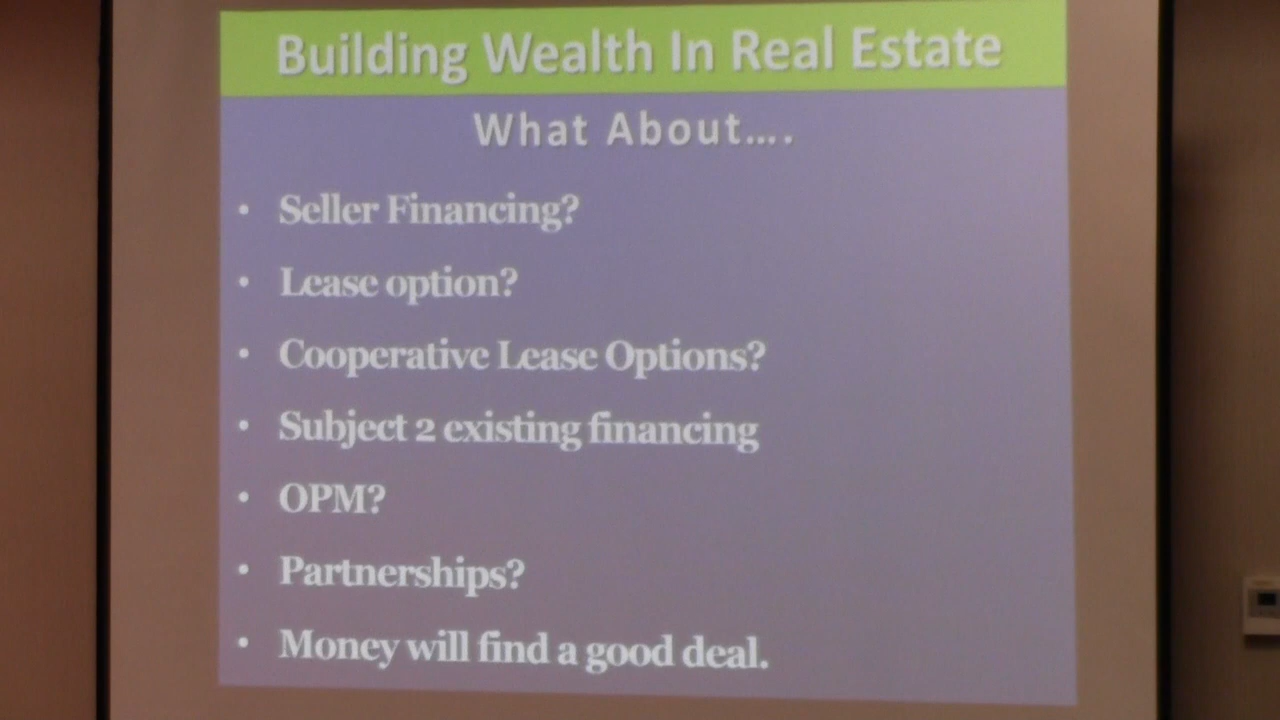 Building Wealth In Real Estate
What About….
• Seller Financing?
• Lease option?
• Cooperative Lease Options?
• Subject 2 existing financing
• OPM?
• Partnerships?
• Money will find a good deal.